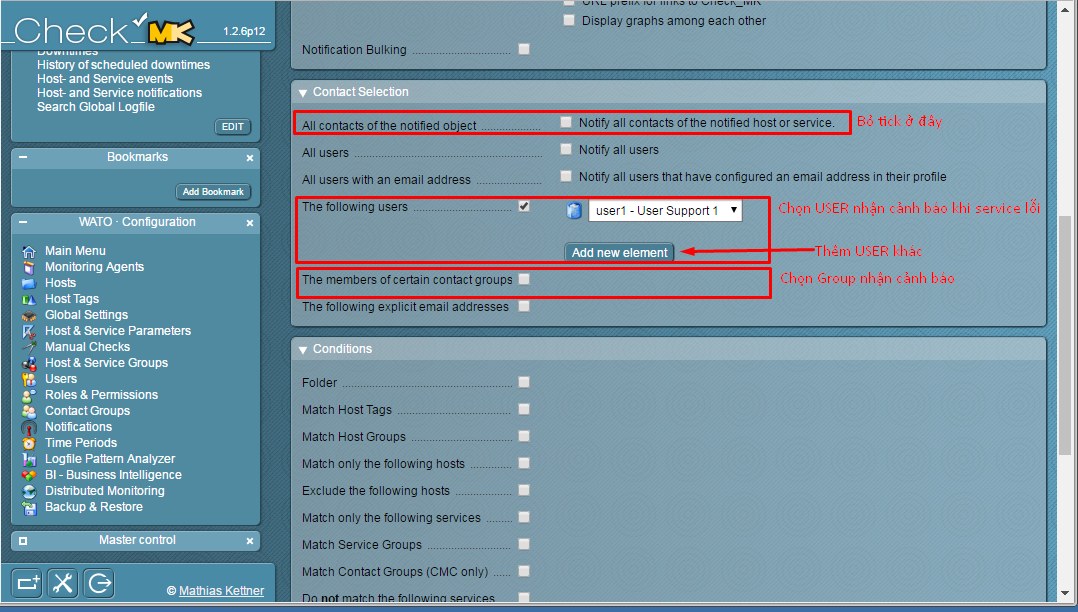 Check MK
1.2.6p12
Downtimes
History of scheduled downtimes
Host- and Service events
Host- and Service notifications
Search Global Logfile
EDIT
Bookmarks
Add Bookmark
WATO · Configuration
Main Menu
Monitoring Agents
Hosts
Host Tags
Global Settings
Host & Service Parameters
Manual Checks
Host & Service Groups
Users
Roles & Permissions
Contact Groups
Notifications
Time Periods
Logfile Pattern Analyzer
BI - Business Intelligence
Distributed Monitoring
Backup & Restore
Master control
© Mathias Kettner
URL prefix for links to Check_MK
Display graphs among each other
Notification Bulking
Contact Selection
All contacts of the notified object Notify all contacts of the notified host or service. Bỏ tick ở đây
All users Notify all users
All users with an email address Notify all users that have configured an email address in their profile
The following users user1 - User Support 1 Chọn USER nhận cảnh báo khi service lỗi
Add new element Thêm USER khác
The members of certain contact groups Chọn Group nhận cảnh báo
The following explicit email addresses
Conditions
Folder
Match Host Tags
Match Host Groups
Match only the following hosts
Exclude the following hosts
Match only the following services
Match Service Groups
Match Contact Groups (CMC only)
Do not match the following services